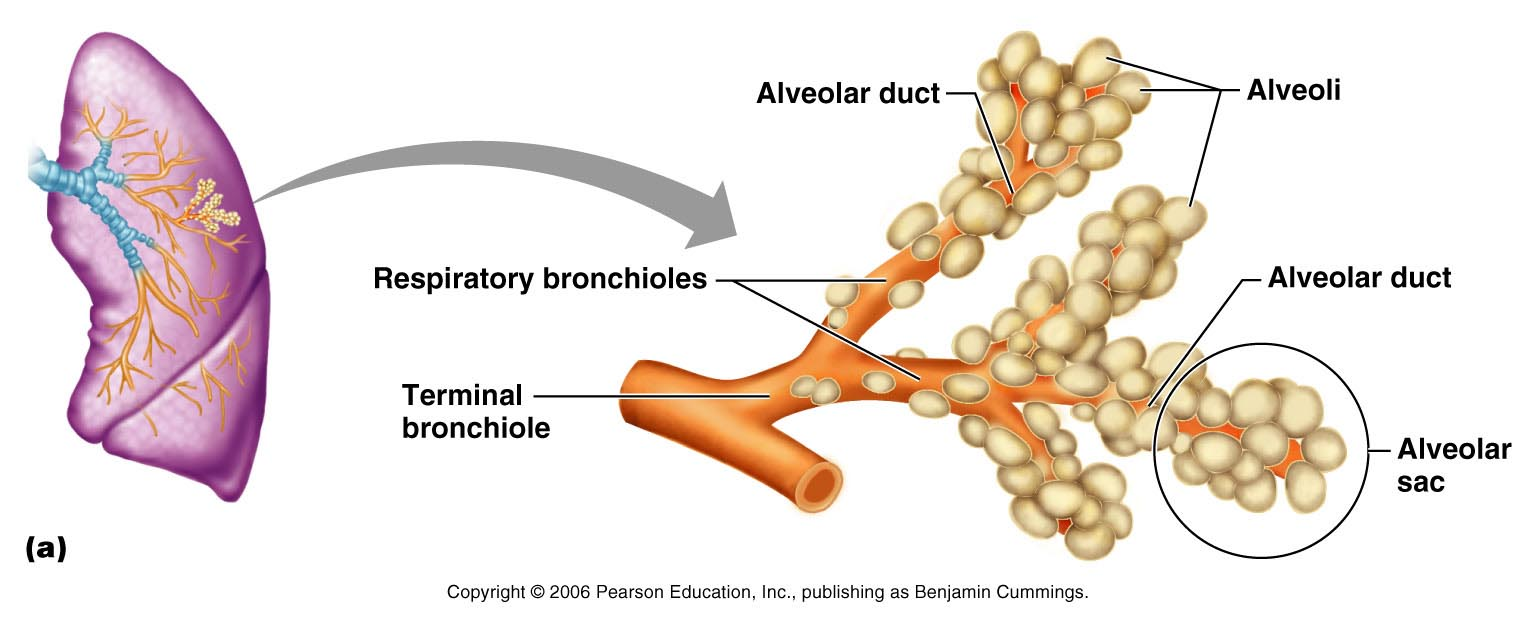 Alveolar duct
Alveoli
Respiratory bronchioles
Alveolar duct
Terminal
bronchiole
Alveolar
sac
(a)
Copyright © 2006 Pearson Education, Inc., publishing as Benjamin Cummings.